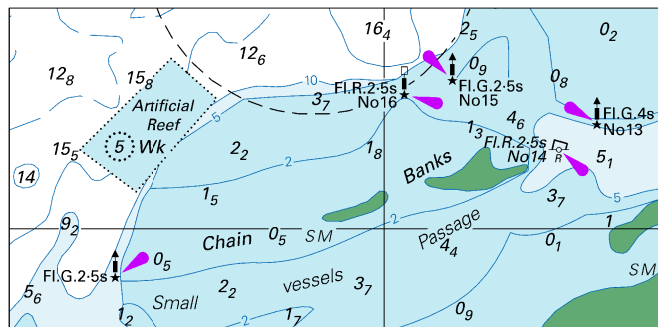 16₄
2₅
0₂
12₆
12₈
15₈
10
Fl.R.2·5s
No16
3₇
0₉
Fl.G.2·5s
No15
0₈
Fl.G.4s
No13
Artificial
Reef
5
Wk
5
15₅
2₂
1₈
1₃
4₆
Fl.R.2·5s
No14
R
5₁
14
1₅
2
Banks
3₇
5
9₂
Chain
0₅
SM
2
Passage
4₄
0₁
1
Fl.G.2·5s
0₅
5₆
Small
2₂
vessels
3₇
SM
1₂
2
1₇
0₉